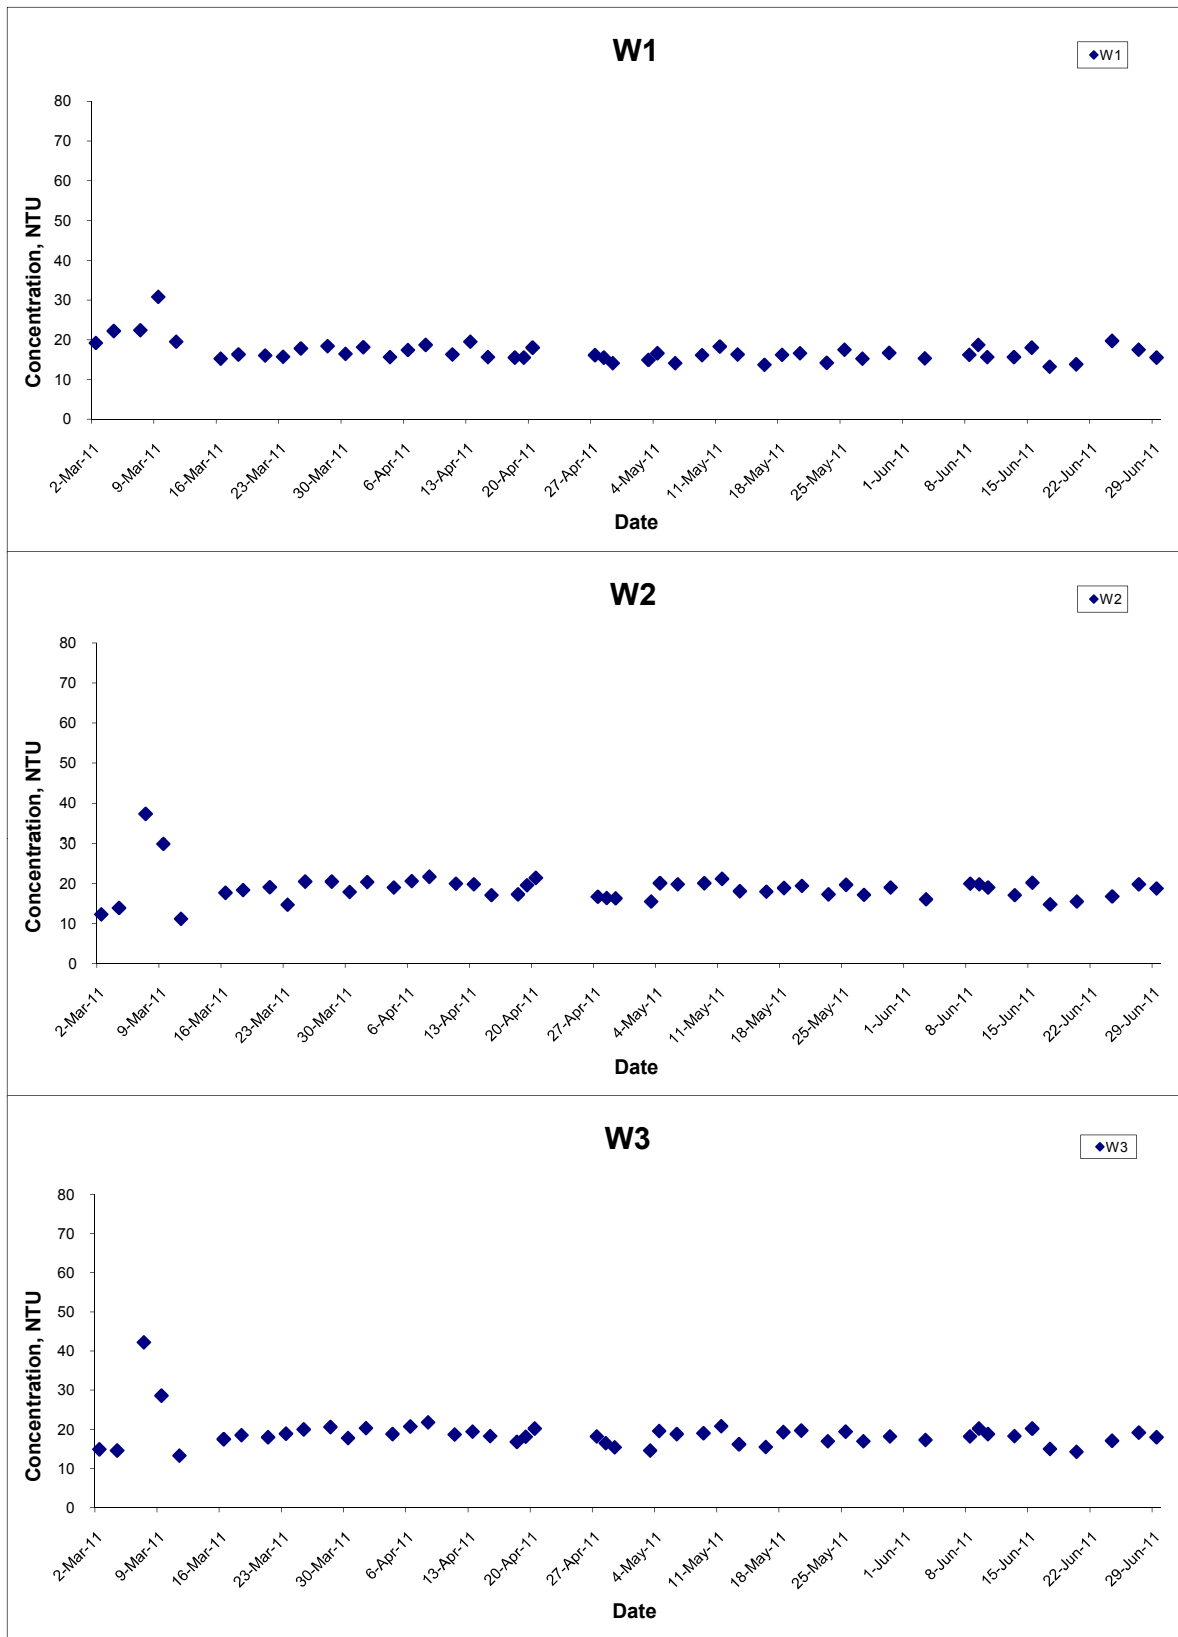 W1
W1
80
70
60
50
40
30
20
10
0
Concentration, NTU
2-Mar-11 9-Mar-11 16-Mar-11 23-Mar-11 30-Mar-11 6-Apr-11 13-Apr-11 20-Apr-11 27-Apr-11 4-May-11 11-May-11 18-May-11 25-May-11 1-Jun-11 8-Jun-11 15-Jun-11 22-Jun-11 29-Jun-11
Date
W2
W2
80
70
60
50
40
30
20
10
0
Concentration, NTU
2-Mar-11 9-Mar-11 16-Mar-11 23-Mar-11 30-Mar-11 6-Apr-11 13-Apr-11 20-Apr-11 27-Apr-11 4-May-11 11-May-11 18-May-11 25-May-11 1-Jun-11 8-Jun-11 15-Jun-11 22-Jun-11 29-Jun-11
Date
W3
W3
80
70
60
50
40
30
20
10
0
Concentration, NTU
2-Mar-11 9-Mar-11 16-Mar-11 23-Mar-11 30-Mar-11 6-Apr-11 13-Apr-11 20-Apr-11 27-Apr-11 4-May-11 11-May-11 18-May-11 25-May-11 1-Jun-11 8-Jun-11 15-Jun-11 22-Jun-11 29-Jun-11
Date